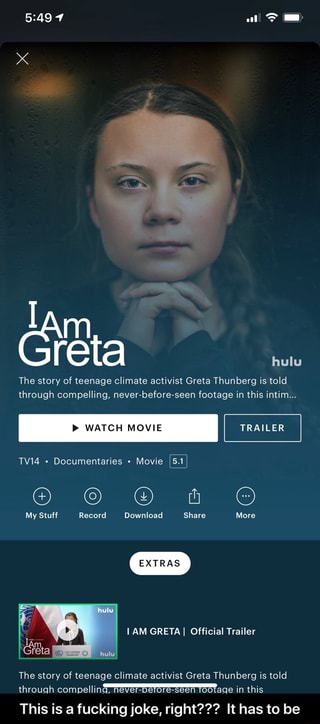 5:49
I Am
Greta
hulu
The story of teenage climate activist Greta Thunberg is told
through compelling, never-before-seen footage in this intim...
WATCH MOVIE
TRAILER
TV14 • Documentaries • Movie 5.1
My Stuff
Record
Download
Share
More
EXTRAS
hulu
I Am
Greta
hulu
I AM GRETA | Official Trailer
The story of teenage climate activist Greta Thunberg is told
through compelling, never-before-seen footage in this
This is a fucking joke, right??? It has to be